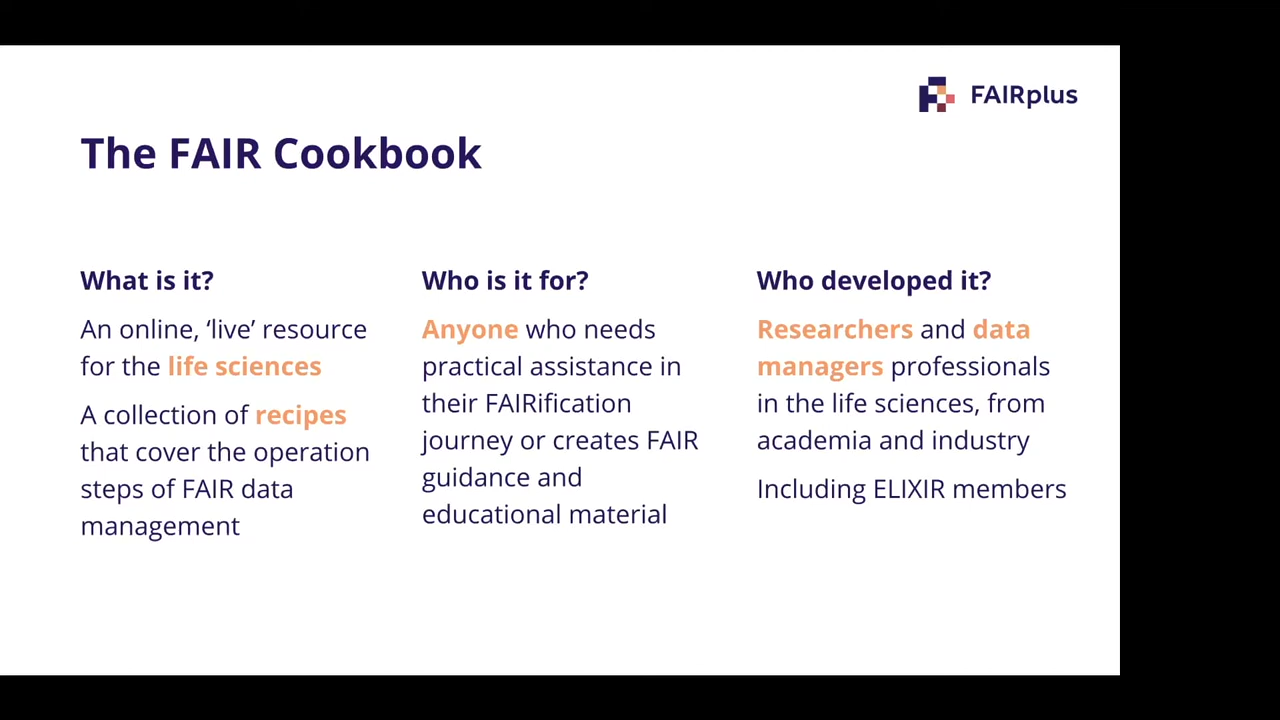 FAIRplus
The FAIR Cookbook
What is it?
An online, ‘live’ resource
for the life sciences
A collection of recipes
that cover the operation
steps of FAIR data
management
Who is it for?
Anyone who needs
practical assistance in
their FAIRification
journey or creates FAIR
guidance and
educational material
Who developed it?
Researchers and data
managers professionals
in the life sciences, from
academia and industry
Including ELIXIR members